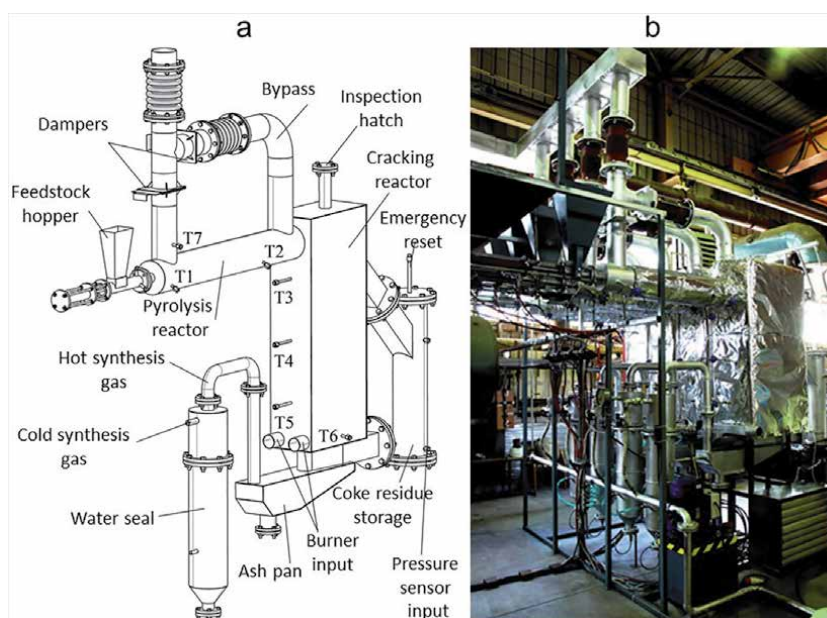 a
b
Bypass
Inspection
hatch
Dampers
Cracking
reactor
Feedstock
hopper
Emergency
reset
T7
T2
T1
T3
Pyrolysis
reactor
T4
Hot synthesis
gas
T5
T6
Cold synthesis
gas
Coke residue
storage
Water seal
Burner
input
Ash pan
Pressure
sensor
input